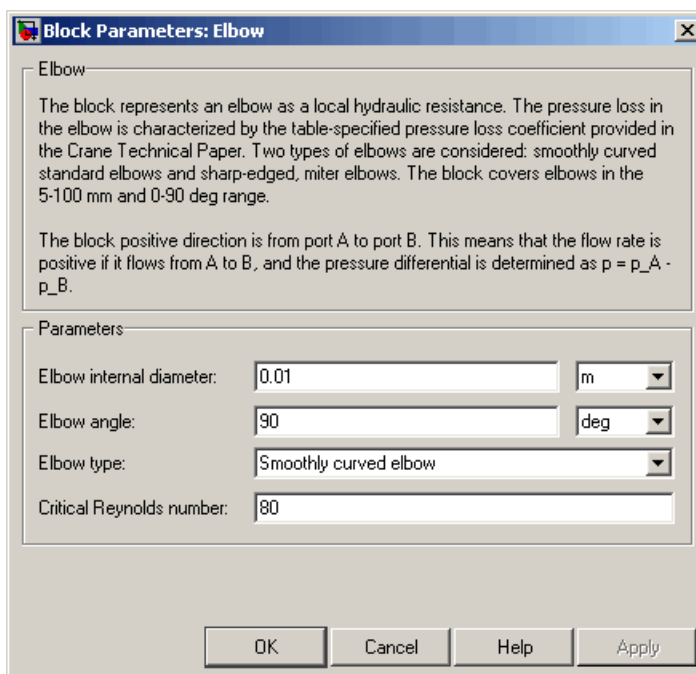 Block Parameters: Elbow
Elbow
The block represents an elbow as a local hydraulic resistance. The pressure loss in
the elbow is characterized by the table-specified pressure loss coefficient provided in
the Crane Technical Paper. Two types of elbows are considered: smoothly curved
standard elbows and sharp-edged, miter elbows. The block covers elbows in the
5-100 mm and 0-90 deg range.
The block positive direction is from port A to port B. This means that the flow rate is
positive if it flows from A to B, and the pressure differential is determined as p = p_A -
p_B.
Parameters
Elbow internal diameter: 0.01 m
Elbow angle: 90 deg
Elbow type: Smoothly curved elbow
Critical Reynolds number: 80
OK Cancel Help Apply